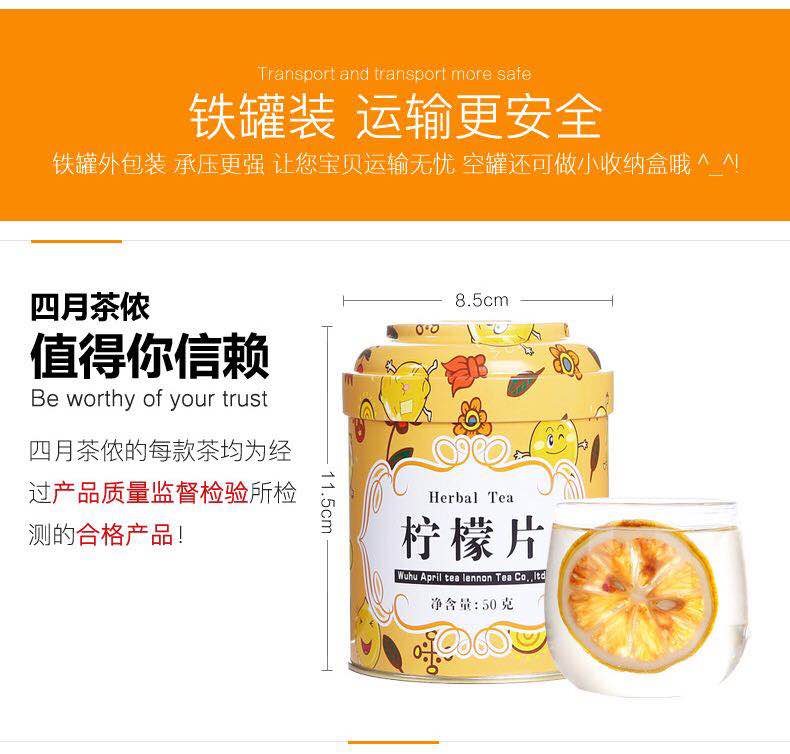 Transport and transport more safe
铁罐装 运输更安全
铁罐外包装 承压更强 让您宝贝运输无忧 空罐还可做小收纳盒哦 ^_^!
四月茶侬
值得你信赖
Be worthy of your trust
四月茶侬的每款茶均为经
过产品质量监督检验所检
测的合格产品!
8.5cm
11.5cm
Herbal Tea
柠檬片
Wuhu April tea lennon Tea Co.,ltd
净含量:50克